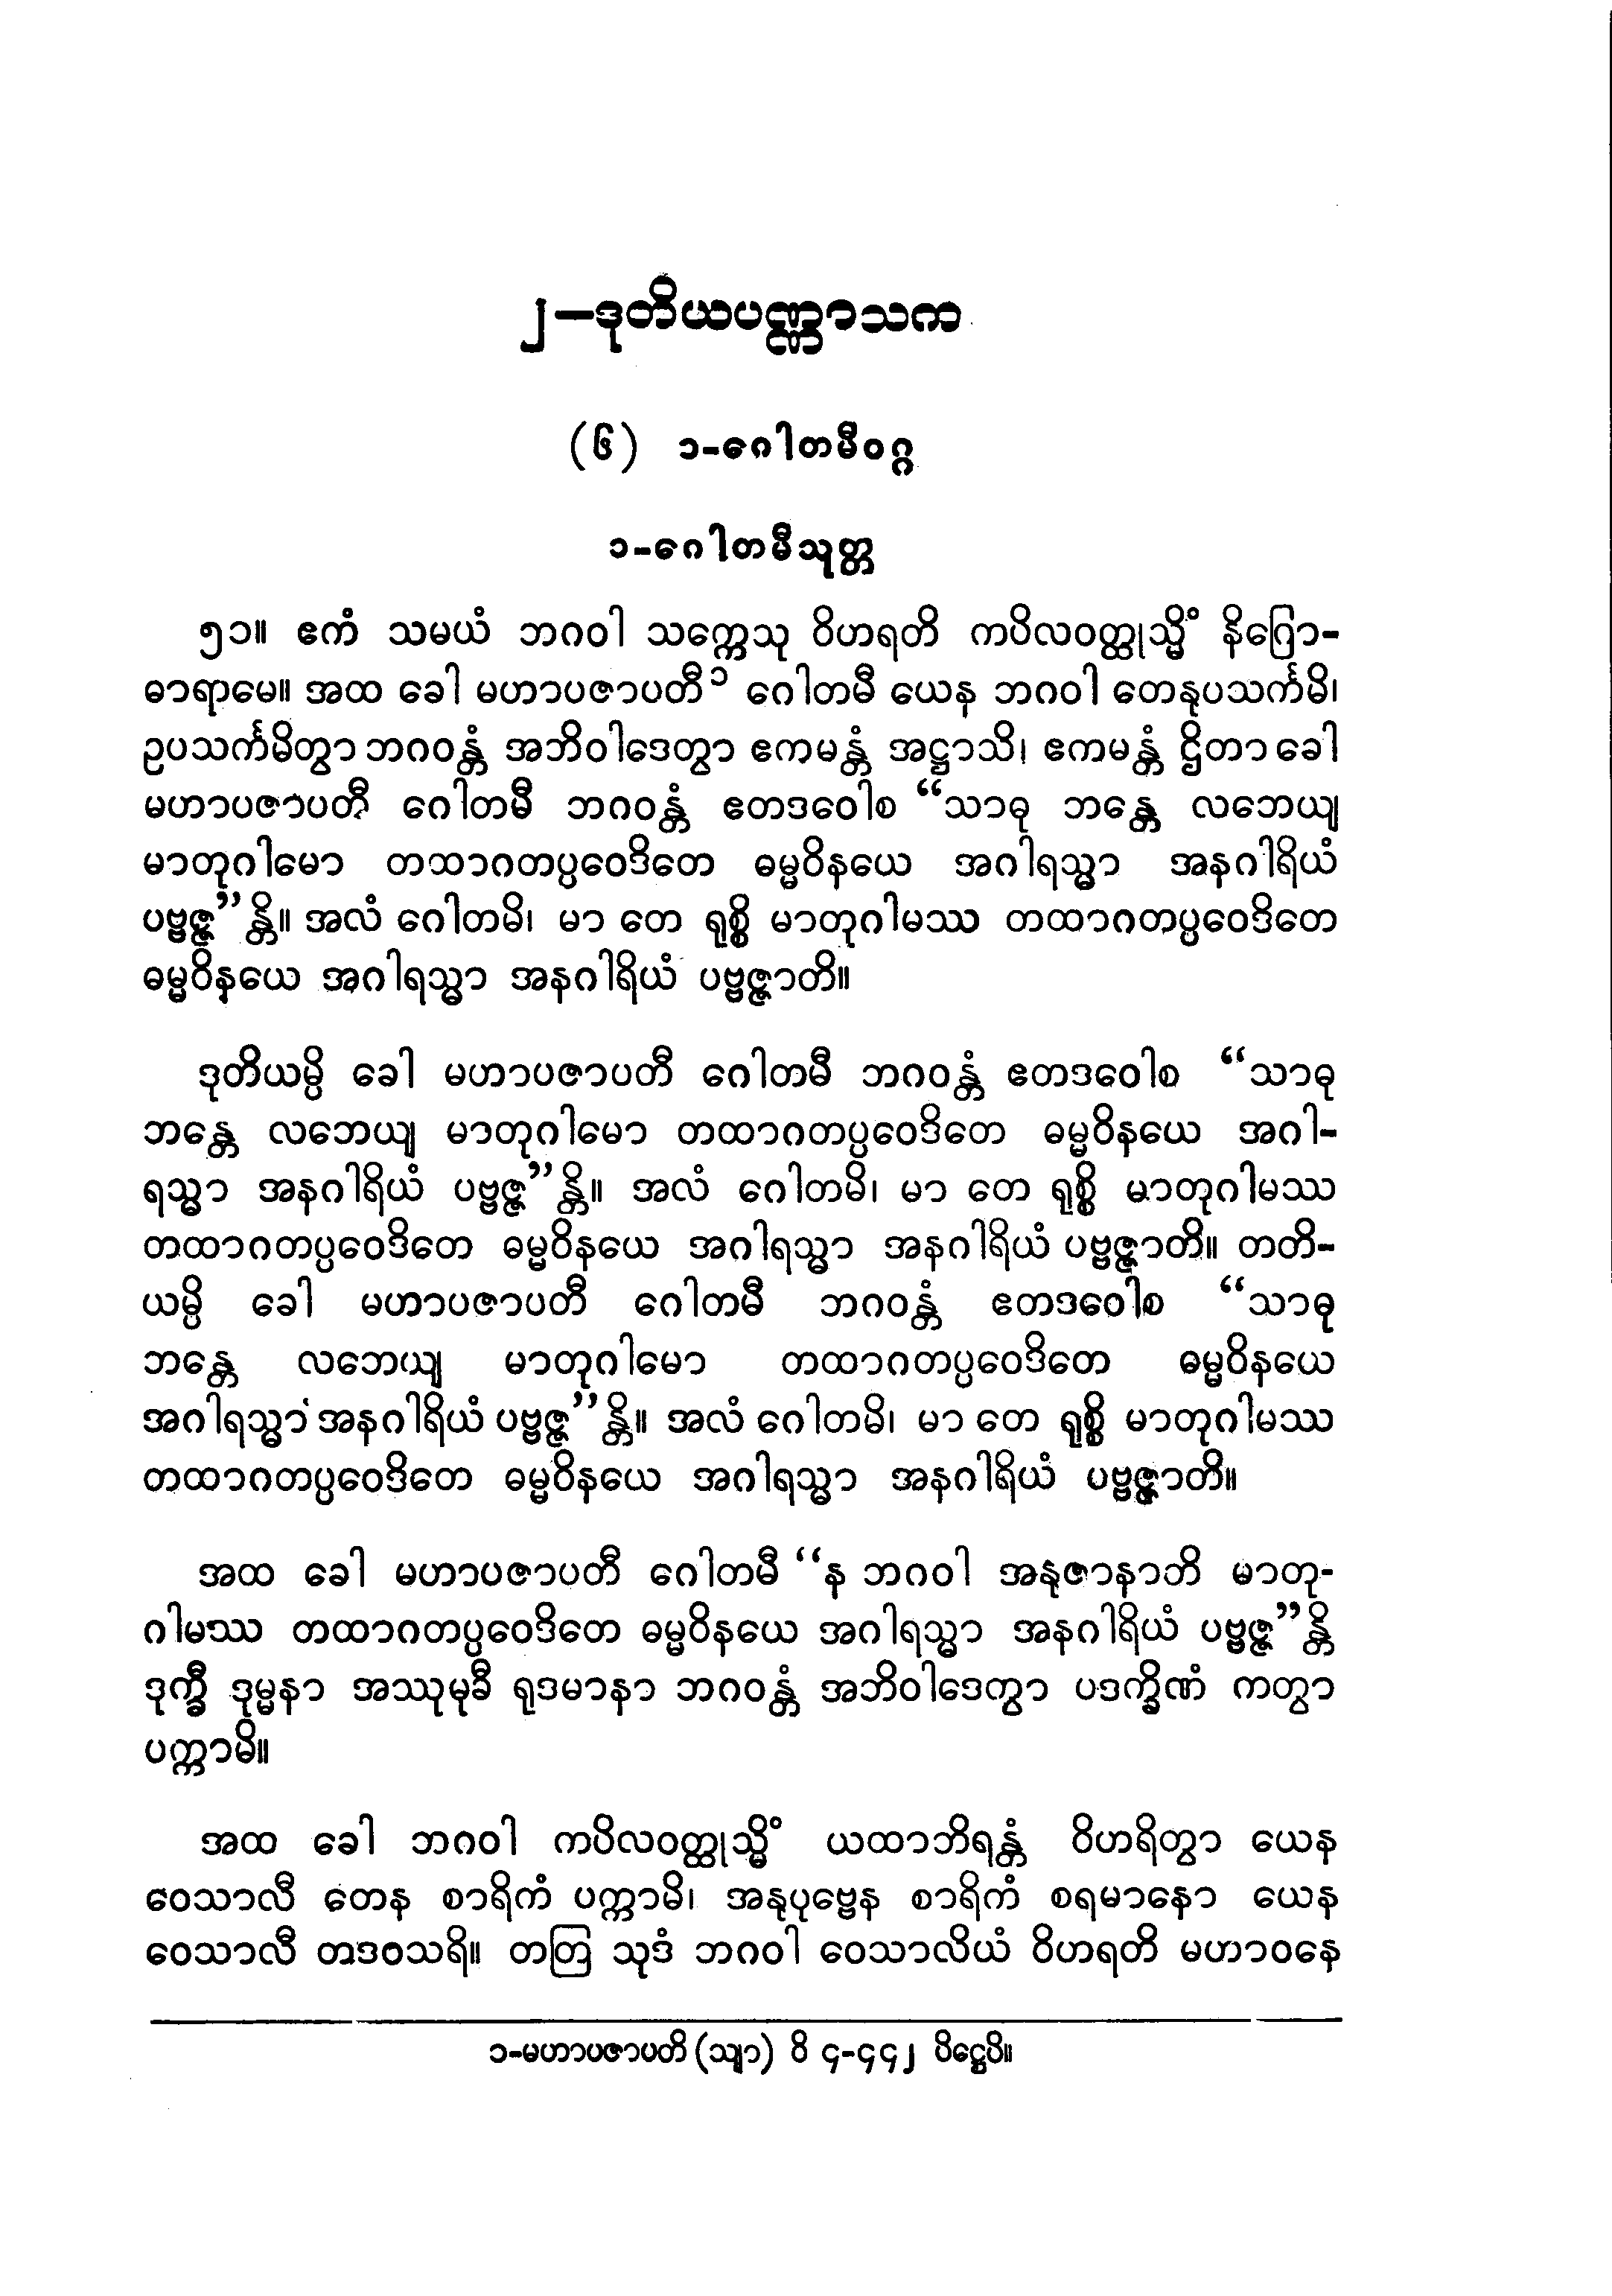 ၂–ဒုတိယပဏ္ဏာသက
(၆) ၁-ဂေါတမီဝဂ္ဂ
၁-ဂေါတမီသုတ္တ
၅၁။ ဧကံ သမယံ ဘဂဝါ သက္ကေသု ဝိဟရတိ ကပိလဝတ္ထုသ္မိံ နိဂြော-
ဓာရာမေ။ အထ ခေါ မဟာပဇာပတီ၁ ဂေါတမီ ယေန ဘဂဝါ တေနုပသင်္ကမိ၊
ဥပသင်္ကမိတွာ ဘဂဝန္တံ အဘိဝါဒေတွာ ဧကမန္တံ အဋ္ဌာသိ၊ ဧကမန္တံ ဌိတာ ခေါ
မဟာပဇာပတီ ဂေါတမီ ဘဂဝန္တံ ဧတဒဝေါစ “သာဓု ဘန္တေ လဘေယျ
မာတုဂါမော တထာဂတပ္ပဝေဒိတေ ဓမ္မဝိနယေ အဂါရသ္မာ အနဂါရိယံ
ပဗ္ဗဇ္ဇ”န္တိ။ အလံ ဂေါတမိ၊ မာ တေ ရုစ္စိ မာတုဂါမဿ တထာဂတပ္ပဝေဒိတေ
ဓမ္မဝိနယေ အဂါရသ္မာ အနဂါရိယံ ပဗ္ဗဇ္ဇာတိ။
ဒုတိယမ္ပိ ခေါ မဟာပဇာပတီ ဂေါတမီ ဘဂဝန္တံ ဧတဒဝေါစ “သာဓု
ဘန္တေ လဘေယျ မာတုဂါမော တထာဂတပ္ပဝေဒိတေ ဓမ္မဝိနယေ အဂါ-
ရသ္မာ အနဂါရိယံ ပဗ္ဗဇ္ဇ”န္တိ။ အလံ ဂေါတမိ၊ မာ တေ ရုစ္စိ မာတုဂါမဿ
တထာဂတပ္ပဝေဒိတေ ဓမ္မဝိနယေ အဂါရသ္မာ အနဂါရိယံ ပဗ္ဗဇ္ဇာတိ။ တတိ-
ယမ္ပိ ခေါ မဟာပဇာပတီ ဂေါတမီ ဘဂဝန္တံ ဧတဒဝေါစ “သာဓု
ဘန္တေ လဘေယျ မာတုဂါမော တထာဂတပ္ပဝေဒိတေ ဓမ္မဝိနယေ
အဂါရသ္မာ အနဂါရိယံ ပဗ္ဗဇ္ဇ”န္တိ။ အလံ ဂေါတမိ၊ မာ တေ ရုစ္စိ မာတုဂါမဿ
တထာဂတပ္ပဝေဒိတေ ဓမ္မဝိနယေ အဂါရသ္မာ အနဂါရိယံ ပဗ္ဗဇ္ဇာတိ။
အထ ခေါ မဟာပဇာပတီ ဂေါတမီ “န ဘဂဝါ အနုဇာနာတိ မာတု-
ဂါမဿ တထာဂတပ္ပဝေဒိတေ ဓမ္မဝိနယေ အဂါရသ္မာ အနဂါရိယံ ပဗ္ဗဇ္ဇ”န္တိ
ဒုက္ခီ ဒုမ္မနာ အဿုမုခီ ရုဒမာနာ ဘဂဝန္တံ အဘိဝါဒေတွာ ပဒက္ခိဏံ ကတွာ
ပက္ကာမိ။
အထ ခေါ ဘဂဝါ ကပိလဝတ္ထုသ္မိံ ယထာဘိရန္တံ ဝိဟရိတွာ ယေန
ဝေသာလီ တေန စာရိကံ ပက္ကာမိ၊ အနုပုဗ္ဗေန စာရိကံ စရမာနော ယေန
ဝေသာလီ တဒဝသရိ။ တတြ သုဒံ ဘဂဝါ ဝေသာလိယံ ဝိဟရတိ မဟာဝနေ
၁-မဟာပဇာပတိ (သျာ) ဝိ ၄-၄၄၂ ပိဋ္ဌေပိ။